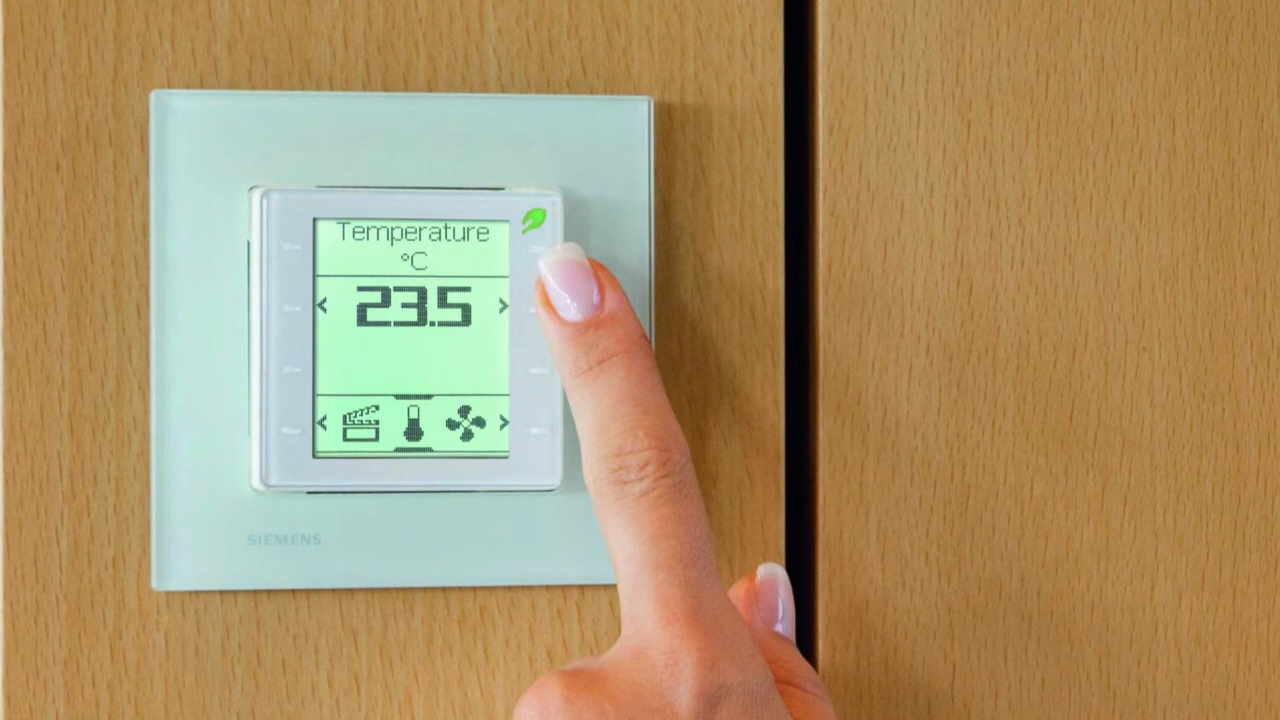 Temperature
°C
< 23.5 >
< >
SIEMENS